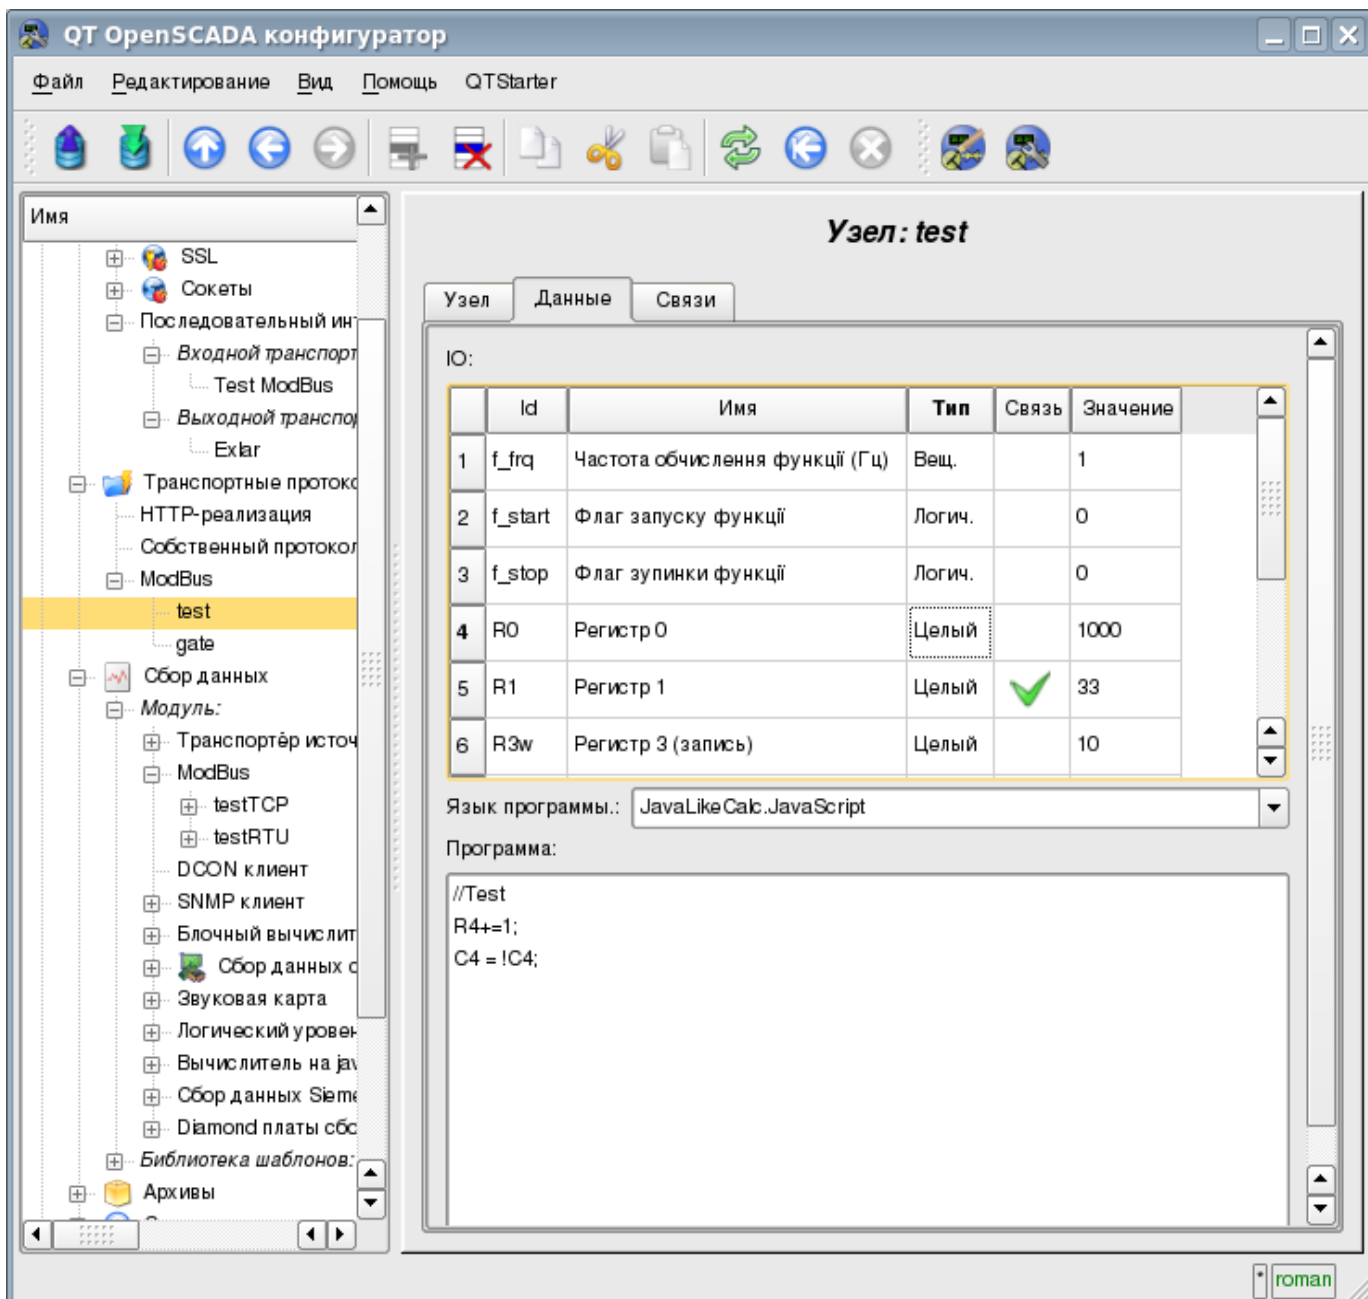 QT OpenSCADA конфигуратор
Файл Редактирование Вид Помощь QTStarter
Имя
SSL
Сокеты
Последовательный инт
Входной транспорт
Test ModBus
Выходной транспо
Exlar
Транспортные протоко
HTTP-реализация
Собственный протокол
ModBus
test
gate
Сбор данных
Модуль:
Транспортёр источ
ModBus
testTCP
testRTU
DCON клиент
SNMP клиент
Блочный вычислит
Сбор данных с
Звуковая карта
Логический уровен
Вычислитель на jav
Сбор данных Sieme
Diamond платы сбо
Библиотека шаблонов:
Архивы
Узел: test
Узел Данные Связи
IO:
Id Имя Тип Связь Значение
1 f_frq Частота обчислення функції (Гц) Вещ. 1
2 f_start Флаг запуску функції Логич. 0
3 f_stop Флаг зупинки функції Логич. 0
4 R0 Регистр 0 Целый 1000
5 R1 Регистр 1 Целый 33
6 R3w Регистр 3 (запись) Целый 10
Язык программы.: JavaLikeCalc.JavaScript
Программа:
//Test
R4+=1;
C4 = !C4;
* roman